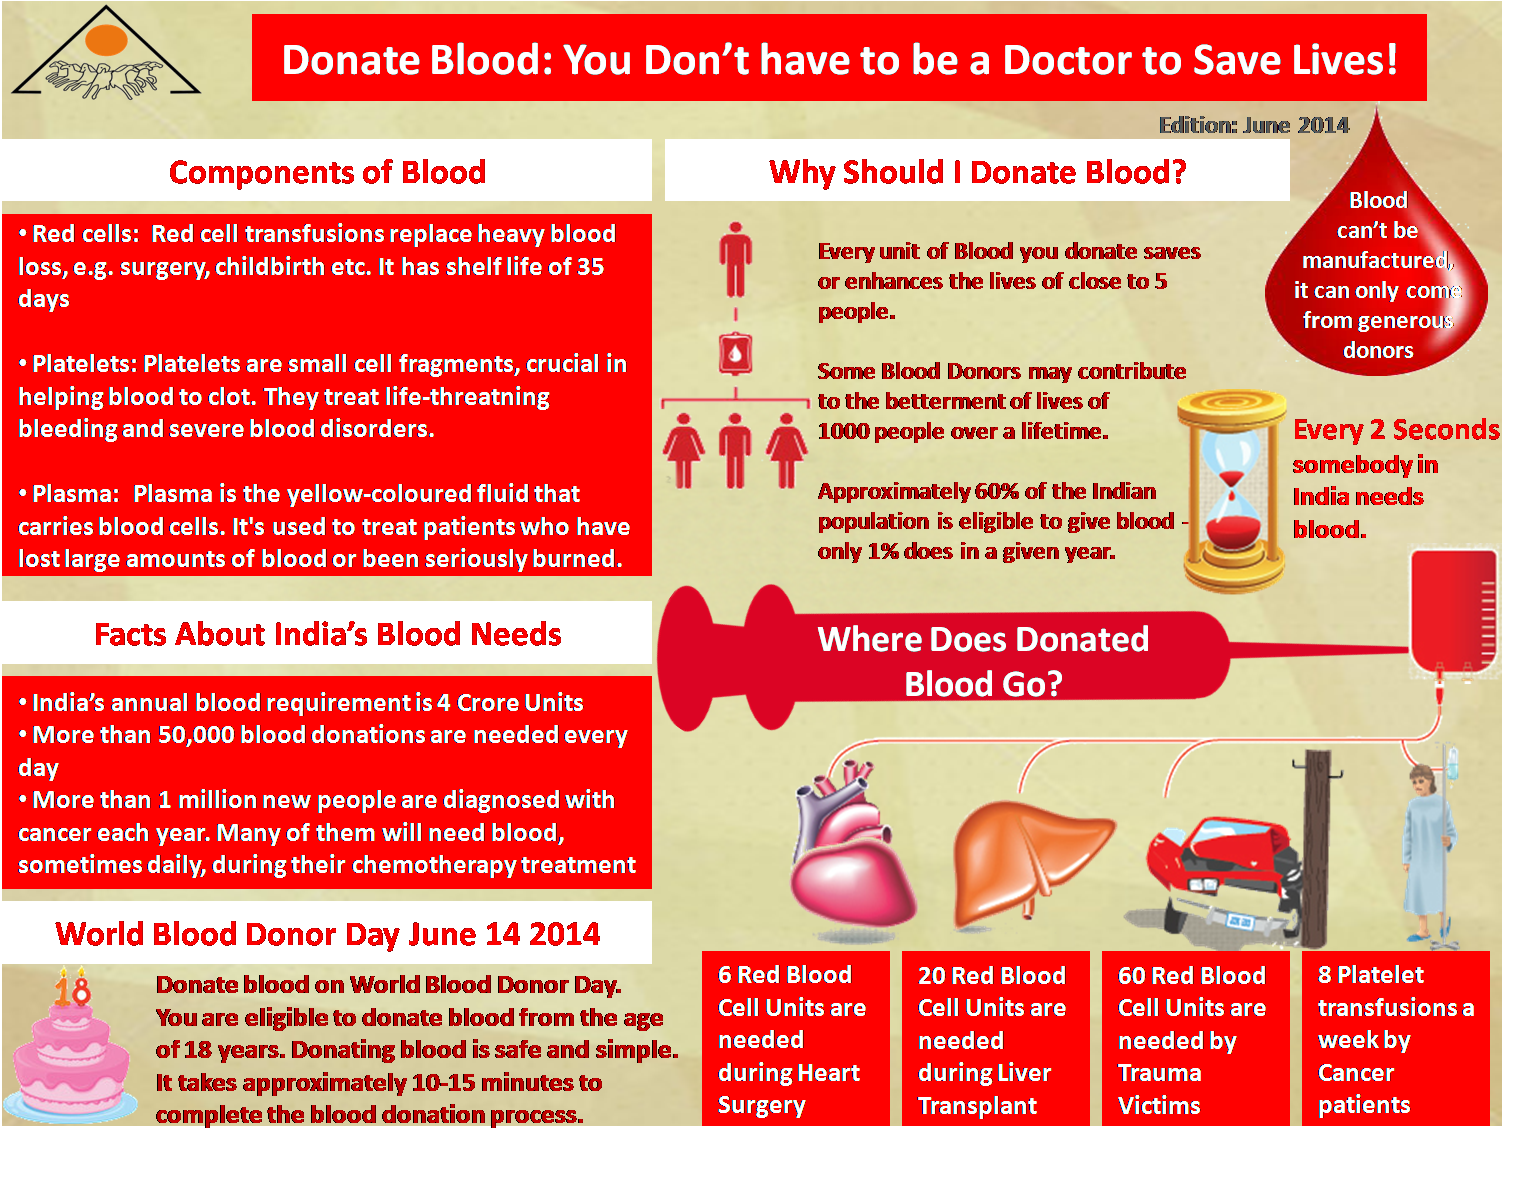 Donate Blood: You Don't have to be a Doctor to Save Lives!
Edition: June 2014
Components of Blood
• Red cells: Red cell transfusions replace heavy blood
loss, e.g. surgery, childbirth etc. It has shelf life of 35
days
• Platelets: Platelets are small cell fragments, crucial in
helping blood to clot. They treat life-threatning
bleeding and severe blood disorders.
• Plasma: Plasma is the yellow-coloured fluid that
carries blood cells. It's used to treat patients who have
lost large amounts of blood or been seriously burned.
Why Should I Donate Blood?
Every unit of Blood you donate saves
or enhances the lives of close to 5
people.
Some Blood Donors may contribute
to the betterment of lives of
1000 people over a lifetime.
Approximately 60% of the Indian
population is eligible to give blood -
only 1% does in a given year.
Blood
can't be
manufactured,
it can only come
from generous
donors
Every 2 Seconds
somebody in
India needs
blood.
Facts About India's Blood Needs
• India's annual blood requirement is 4 Crore Units
• More than 50,000 blood donations are needed every
day
• More than 1 million new people are diagnosed with
cancer each year. Many of them will need blood,
sometimes daily, during their chemotherapy treatment
Where Does Donated
Blood Go?
6 Red Blood
Cell Units are
needed
during Heart
Surgery
20 Red Blood
Cell Units are
needed
during Liver
Transplant
60 Red Blood
Cell Units are
needed by
Trauma
Victims
8 Platelet
transfusions a
week by
Cancer
patients
World Blood Donor Day June 14 2014
18
Donate blood on World Blood Donor Day.
You are eligible to donate blood from the age
of 18 years. Donating blood is safe and simple.
It takes approximately 10-15 minutes to
complete the blood donation process.